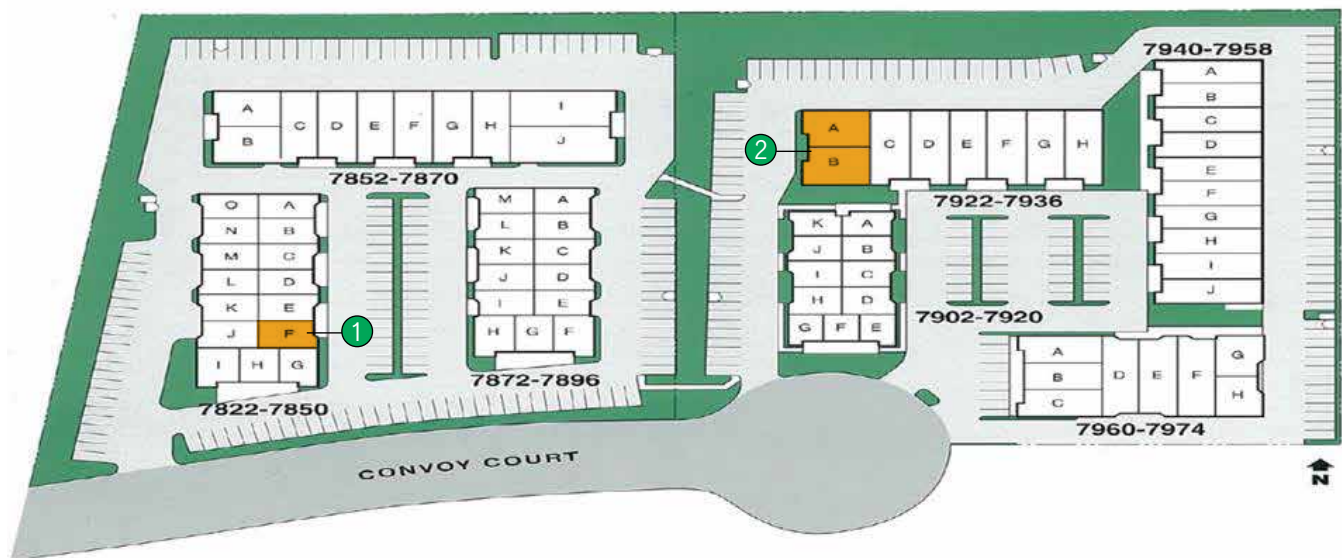 7940-7958
A
B
C
D
E
F
G
H
I
J
A
B
C
D
E
F
G
H
I
J
7852-7870
2
A
B
C
D
E
F
G
H
7922-7936
O A
N B
M C
L D
K E
J F
I H G
1
7822-7850
M A
L B
K C
J D
I E
H G F
7872-7896
K A
J B
I C
H D
G F E
7902-7920
A
B
C
D
E
F
G
H
7960-7974
CONVOY COURT
N